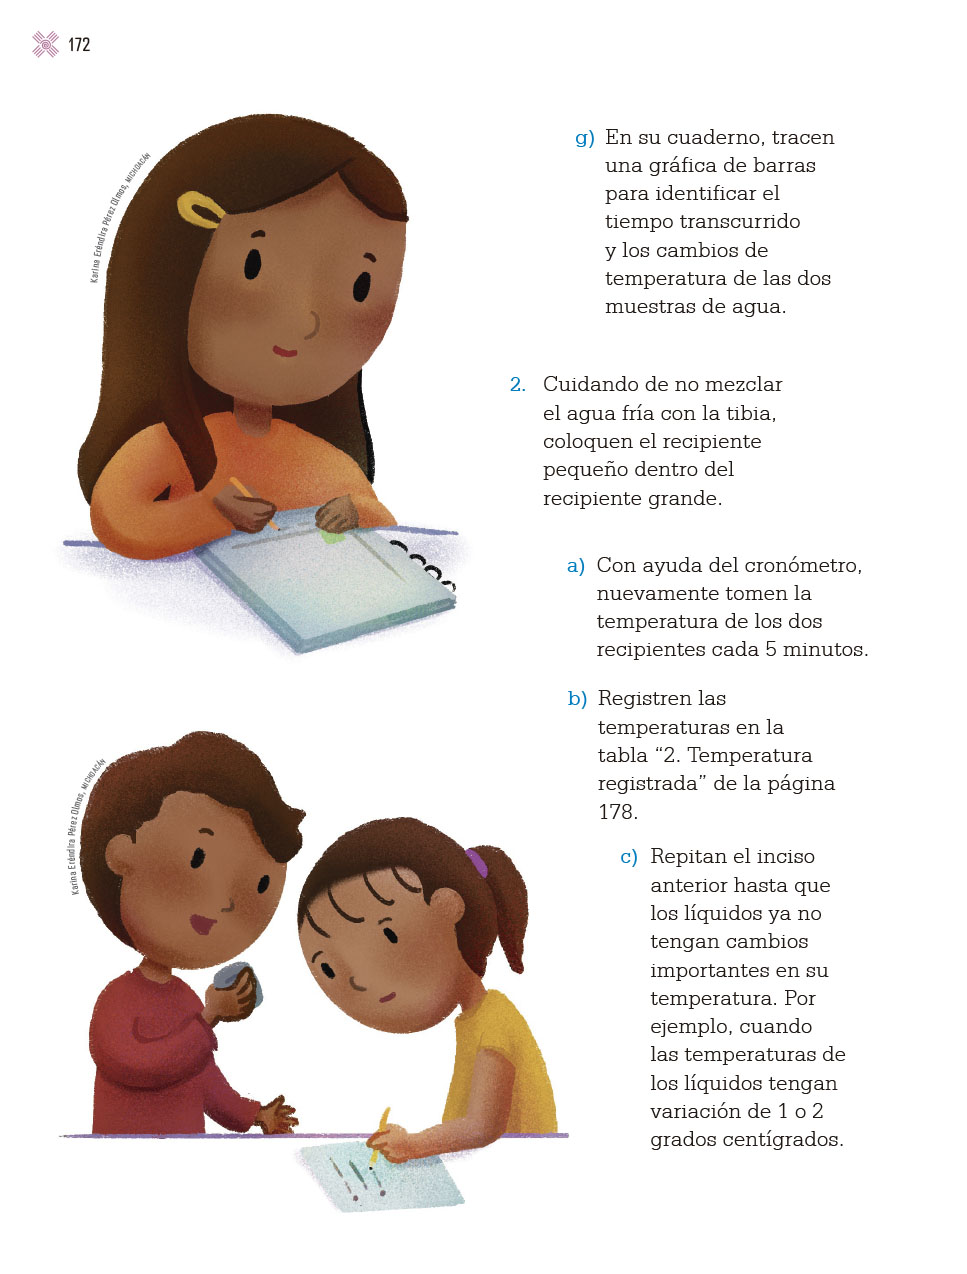 172
Karina Eréndira Pérez Olmos, MICHOACÁN
g) En su cuaderno, tracen
una gráfica de barras
para identificar el
tiempo transcurrido
y los cambios de
temperatura de las dos
muestras de agua.
2. Cuidando de no mezclar
el agua fría con la tibia,
coloquen el recipiente
pequeño dentro del
recipiente grande.
a) Con ayuda del cronómetro,
nuevamente tomen la
temperatura de los dos
recipientes cada 5 minutos.
b) Registren las
temperaturas en la
tabla “2. Temperatura
registrada” de la página
178.
Karina Eréndira Pérez Olmos, MICHOACÁN
c) Repitan el inciso
anterior hasta que
los líquidos ya no
tengan cambios
importantes en su
temperatura. Por
ejemplo, cuando
las temperaturas de
los líquidos tengan
variación de 1 o 2
grados centígrados.